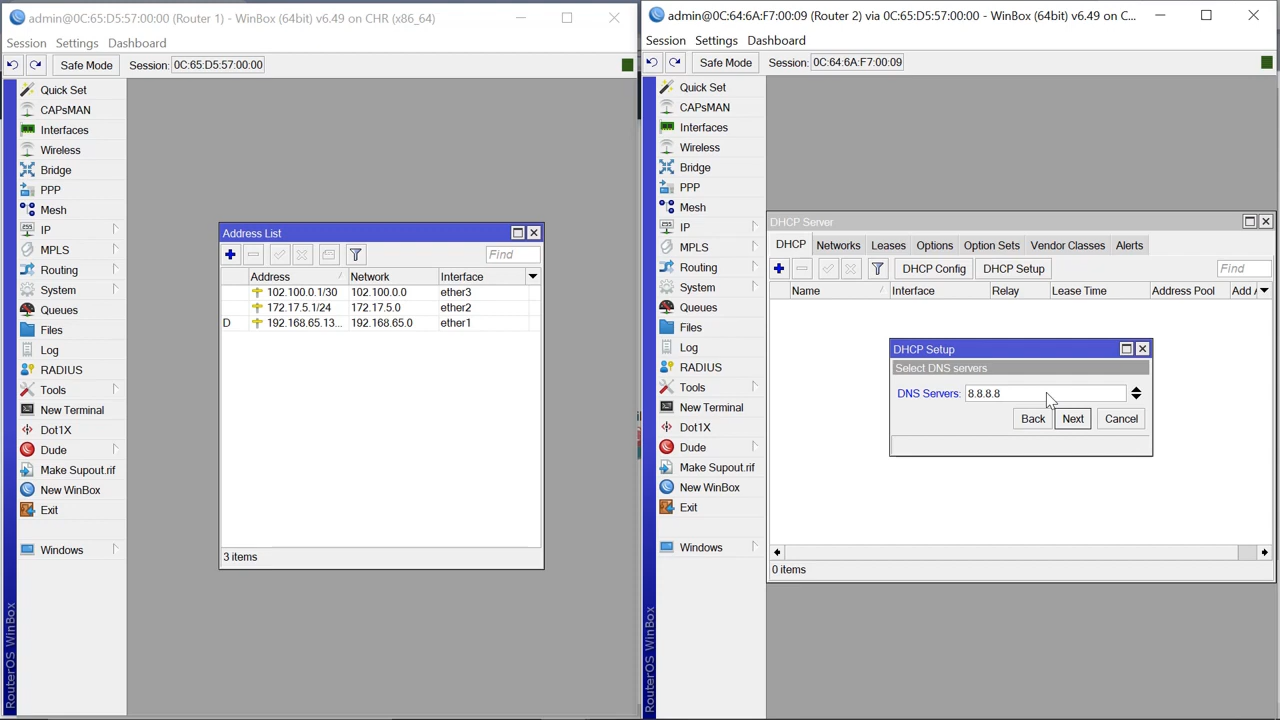 admin@0C:65:D5:57:00:00 (Router 1) - WinBox (64bit) v6.49 on CHR (x86_64)
Session Settings Dashboard
Safe Mode Session: 0C:65:D5:57:00:00
Quick Set
CAPsMAN
Interfaces
Wireless
Bridge
PPP
Mesh
IP
MPLS
Routing
System
Queues
Files
Log
RADIUS
Tools
New Terminal
Dot1X
Dude
Make Supout.rif
New WinBox
Exit
Windows
RouterOS WinBox
Address List
Find
Address Network Interface
102.100.0.1/30 102.100.0.0 ether3
172.17.5.1/24 172.17.5.0 ether2
D 192.168.65.13... 192.168.65.0 ether1
3 items
admin@0C:64:6A:F7:00:09 (Router 2) via 0C:65:D5:57:00:00 - WinBox (64bit) v6.49 on C...
Session Settings Dashboard
Safe Mode Session: 0C:64:6A:F7:00:09
Quick Set
CAPsMAN
Interfaces
Wireless
Bridge
PPP
Mesh
IP
MPLS
Routing
System
Queues
Files
Log
RADIUS
Tools
New Terminal
Dot1X
Dude
Make Supout.rif
New WinBox
Exit
Windows
RouterOS WinBox
DHCP Server
DHCP Networks Leases Options Option Sets Vendor Classes Alerts
DHCP Config DHCP Setup Find
Name Interface Relay Lease Time Address Pool Add
DHCP Setup
Select DNS servers
DNS Servers: 8.8.8.8
Back Next Cancel
0 items